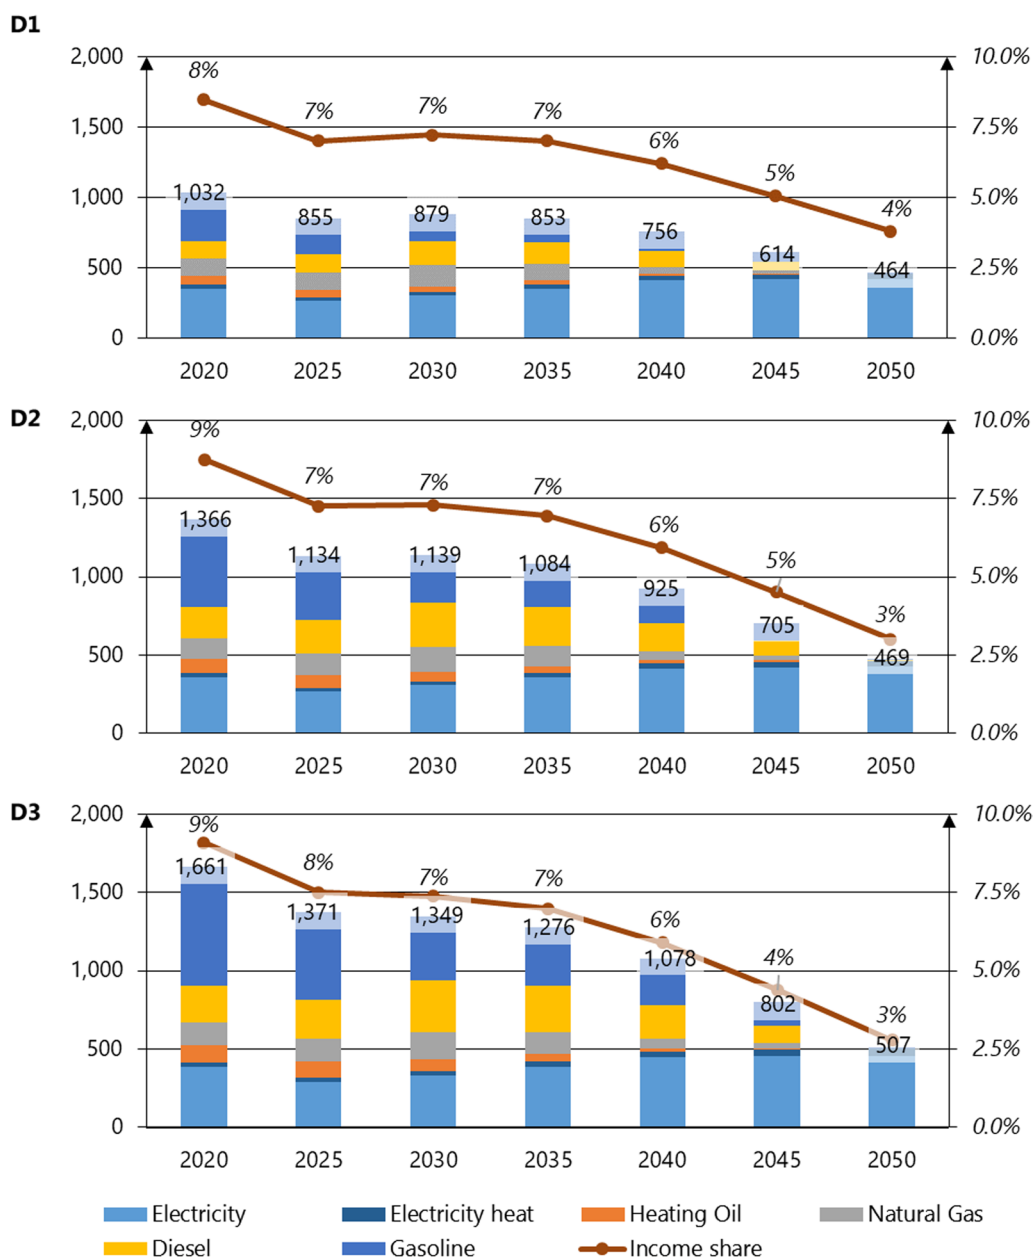 D1
2,000 10.0%
8%
7% 7% 7%
1,500 7.5%
6%
5%
1,000 1,032 5.0%
4%
855 879 853 756
614
500 464 2.5%
0 0.0%
2020 2025 2030 2035 2040 2045 2050
D2
2,000 10.0%
9%
7% 7% 7%
1,500 7.5%
1,366 6%
1,134 1,139 1,084 5%
1,000 5.0%
925
705 3%
500 469 2.5%
0 0.0%
2020 2025 2030 2035 2040 2045 2050
D3
2,000 10.0%
9%
1,661 8% 7% 7%
1,500 7.5%
1,371 1,349 1,276 6%
1,078 4%
1,000 5.0%
802 3%
500 507 2.5%
0 0.0%
2020 2025 2030 2035 2040 2045 2050
Electricity Electricity heat Heating Oil Natural Gas
Diesel Gasoline Income share